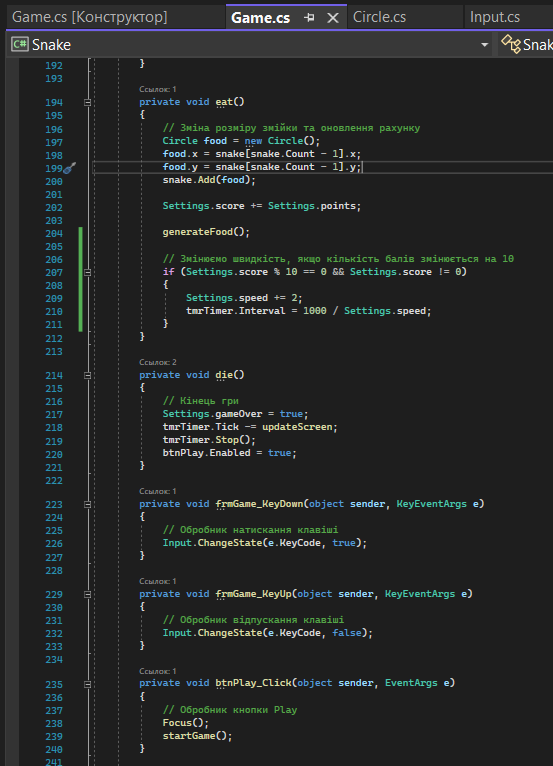 Game.cs [Конструктор]
Game.cs
Circle.cs
Input.cs
C# Snake
Snak
192 }
193
Ссылок: 1
194 private void eat()
195 {
196 // Зміна розміру змійки та оновлення рахунку
197 Circle food = new Circle();
198 food.x = snake[snake.Count - 1].x;
199 food.y = snake[snake.Count - 1].y;
200 snake.Add(food);
201
202 Settings.score += Settings.points;
203
204 generateFood();
205
206 // Змінюємо швидкість, якщо кількість балів змінюється на 10
207 if (Settings.score % 10 == 0 && Settings.score != 0)
208 {
209 Settings.speed += 2;
210 tmrTimer.Interval = 1000 / Settings.speed;
211 }
212 }
213
Ссылок: 2
214 private void die()
215 {
216 // Кінець гри
217 Settings.gameOver = true;
218 tmrTimer.Tick -= updateScreen;
219 tmrTimer.Stop();
220 btnPlay.Enabled = true;
221 }
222
Ссылок: 1
223 private void frmGame_KeyDown(object sender, KeyEventArgs e)
224 {
225 // Обробник натискання клавіші
226 Input.ChangeState(e.KeyCode, true);
227 }
228
Ссылок: 1
229 private void frmGame_KeyUp(object sender, KeyEventArgs e)
230 {
231 // Обробник відпускання клавіші
232 Input.ChangeState(e.KeyCode, false);
233 }
234
Ссылок: 1
235 private void btnPlay_Click(object sender, EventArgs e)
236 {
237 // Обробник кнопки Play
238 Focus();
239 startGame();
240 }
241